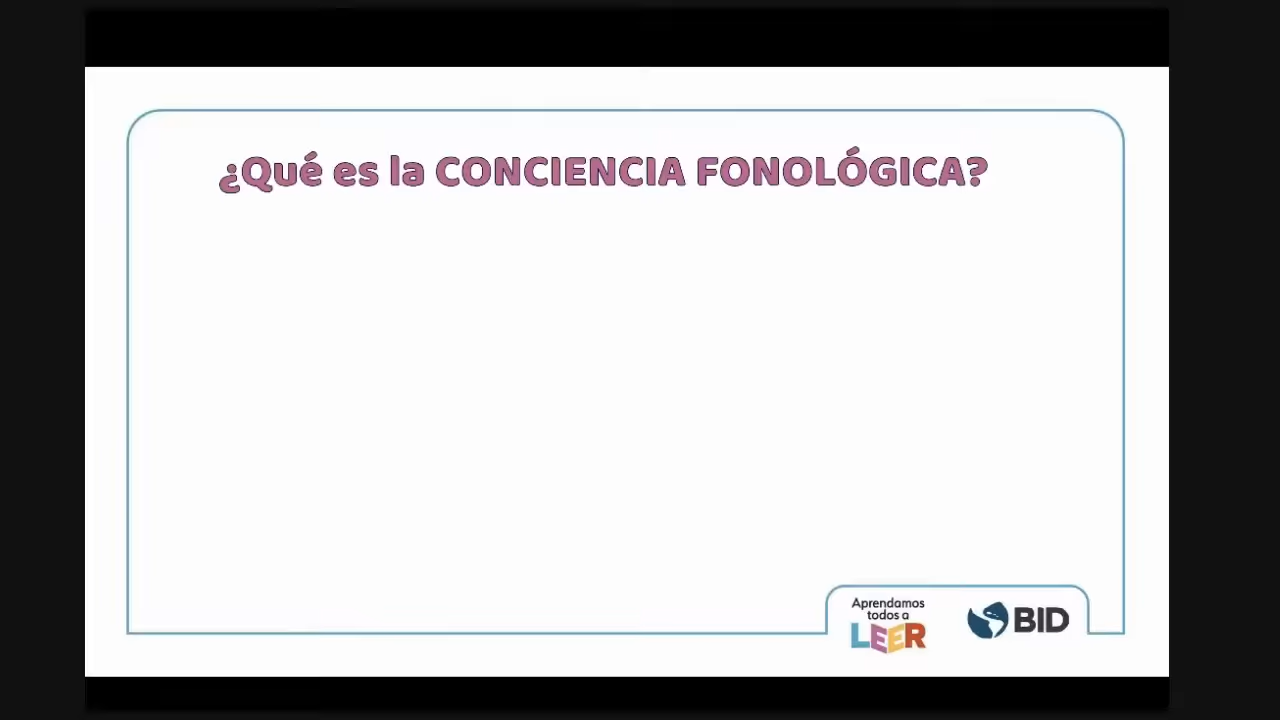 ¿Qué es la CONCIENCIA FONOLÓGICA?
Aprendamos
todos a
LEER
BID